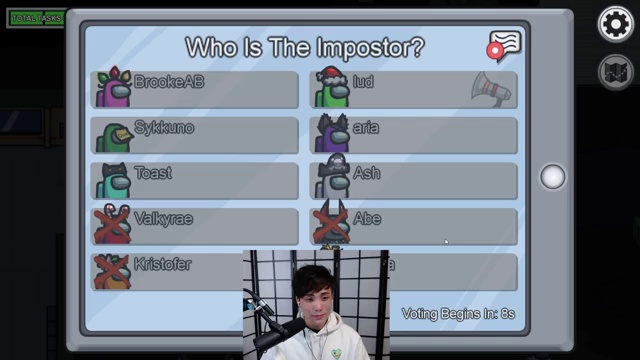 TOTAL TASKS
Who Is The Impostor?
BrookeAB
lud
Sykkuno
aria
Toast
Ash
Valkyrae
Abe
Kristofer
Voting Begins In: 8s